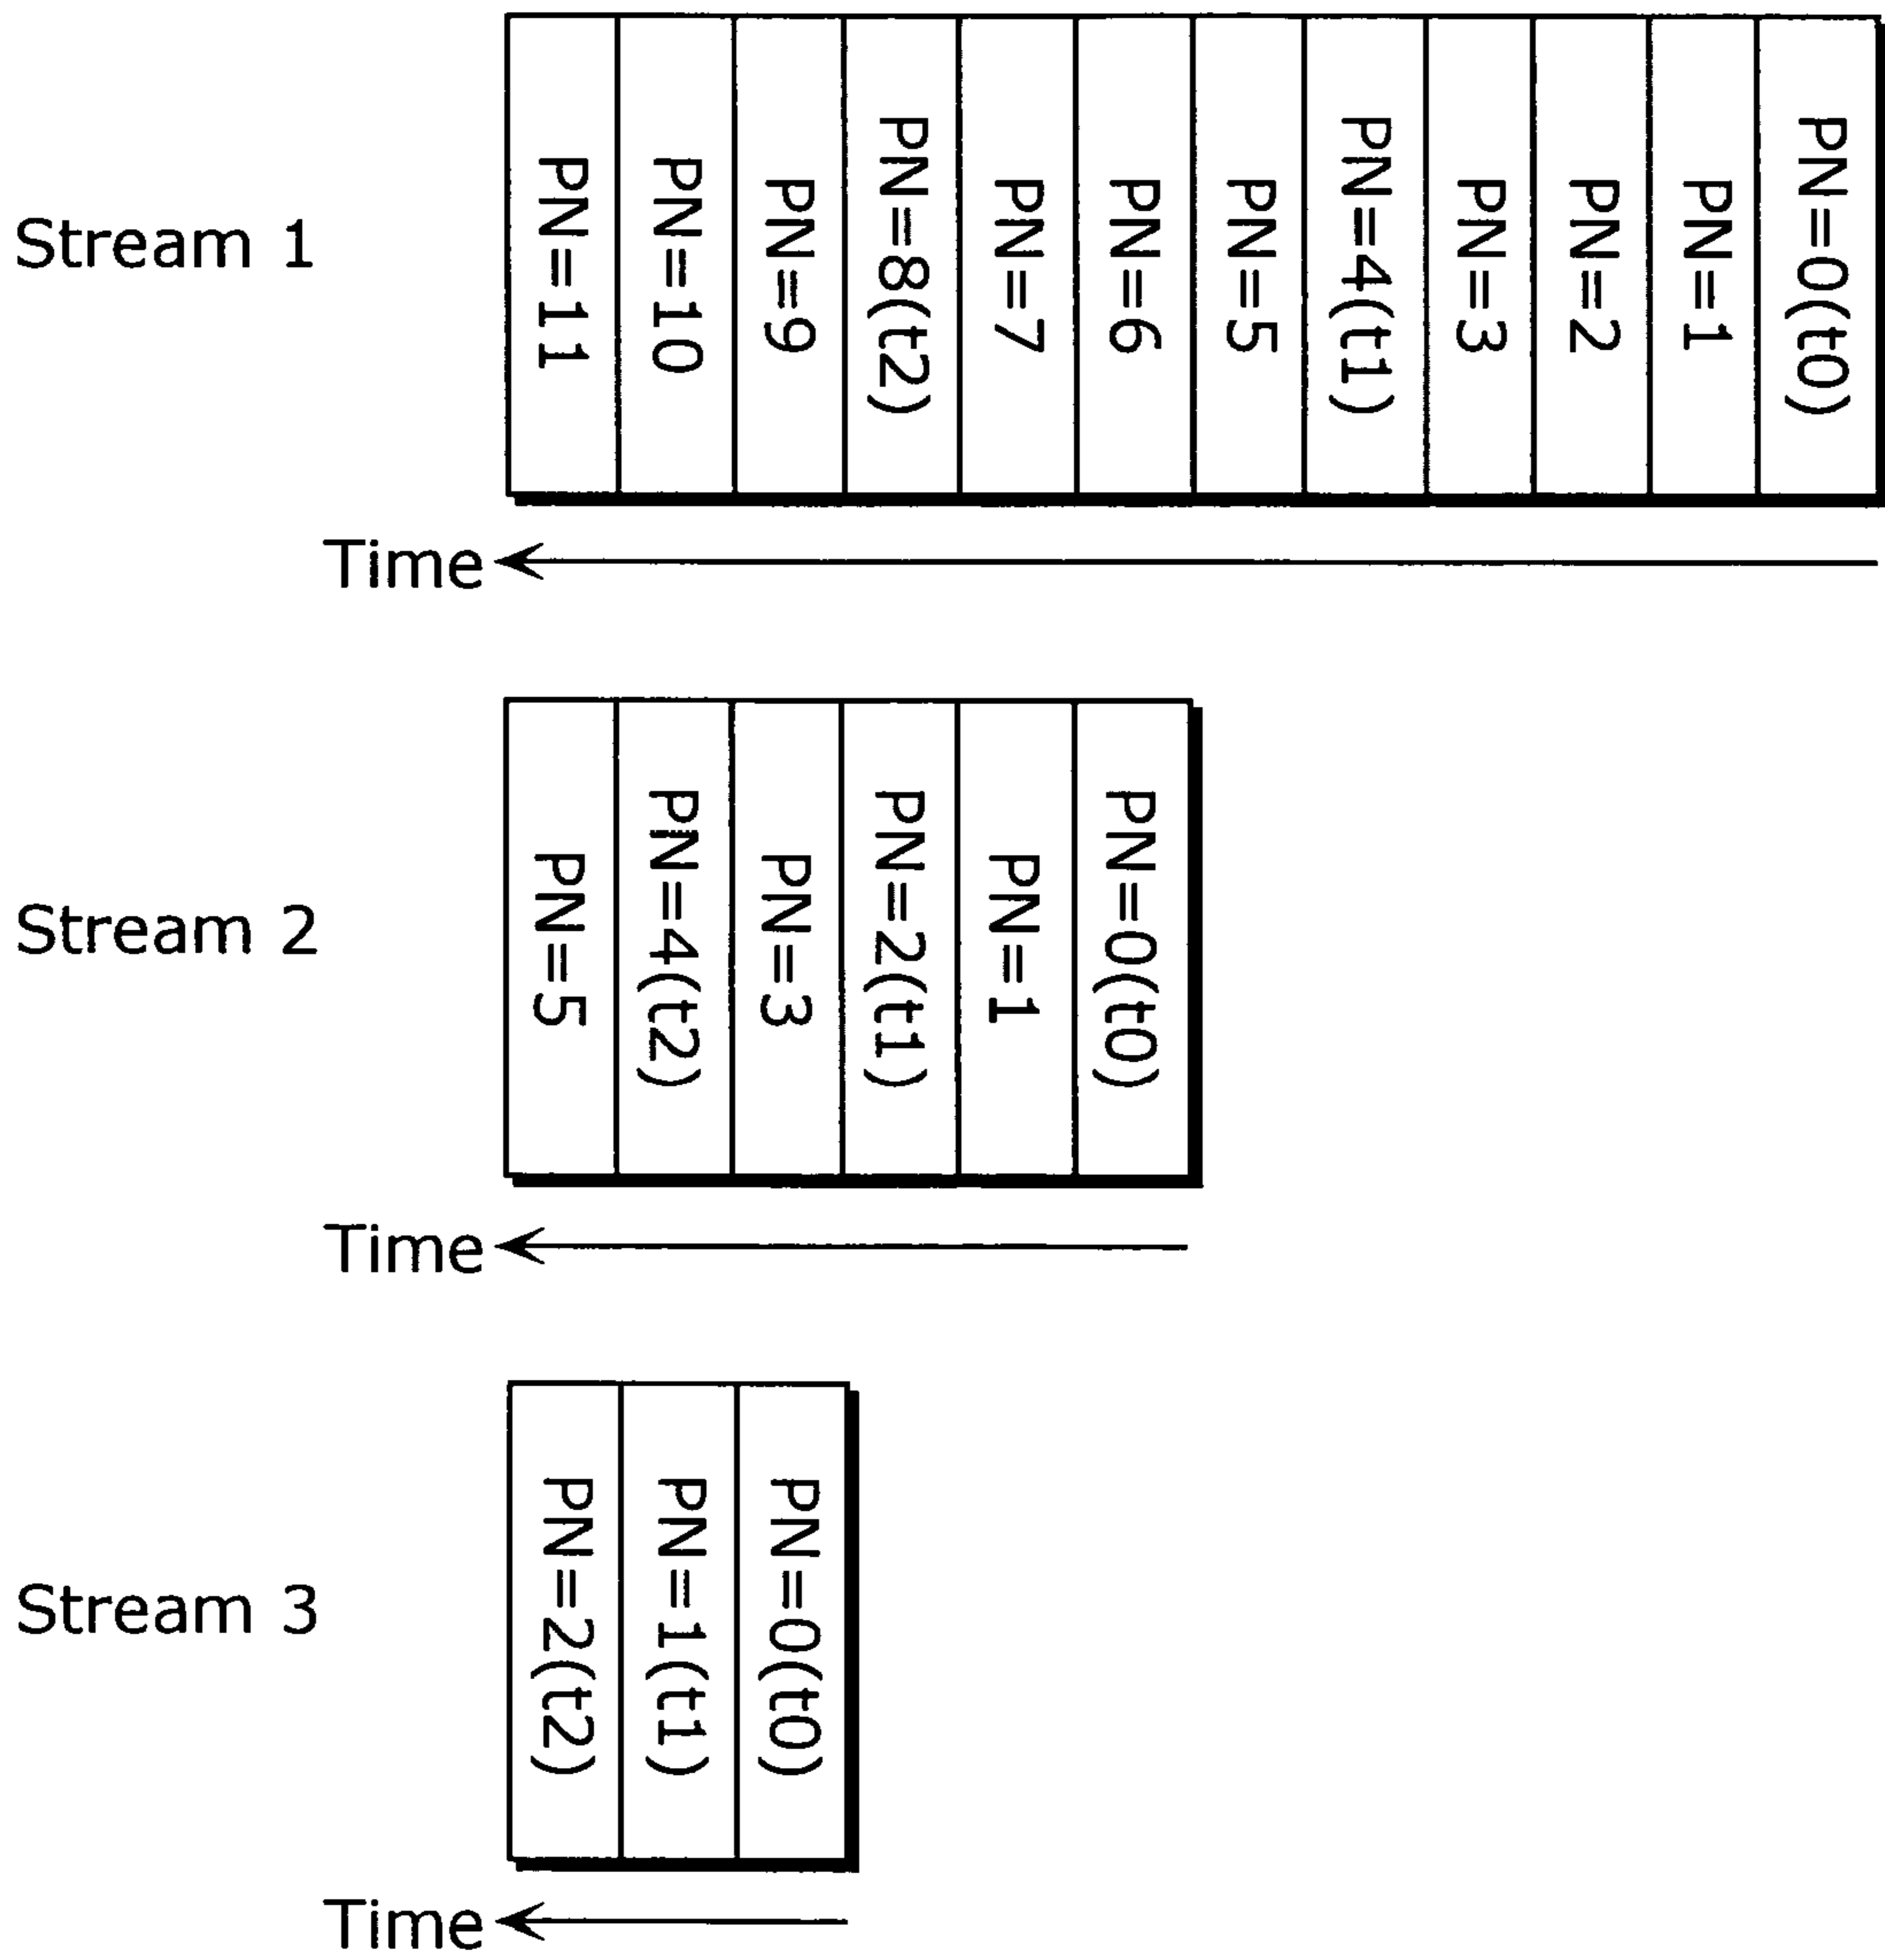 Stream 1
PN=11
PN=10
PN=9
PN=8(t2)
PN=7
PN=6
PN=5
PN=4(t1)
PN=3
PN=2
PN=1
PN=0(t0)
Time
Stream 2
PN=5
PN=4(t2)
PN=3
PN=2(t1)
PN=1
PN=0(t0)
Time
Stream 3
PN=2(t2)
PN=1(t1)
PN=0(t0)
Time